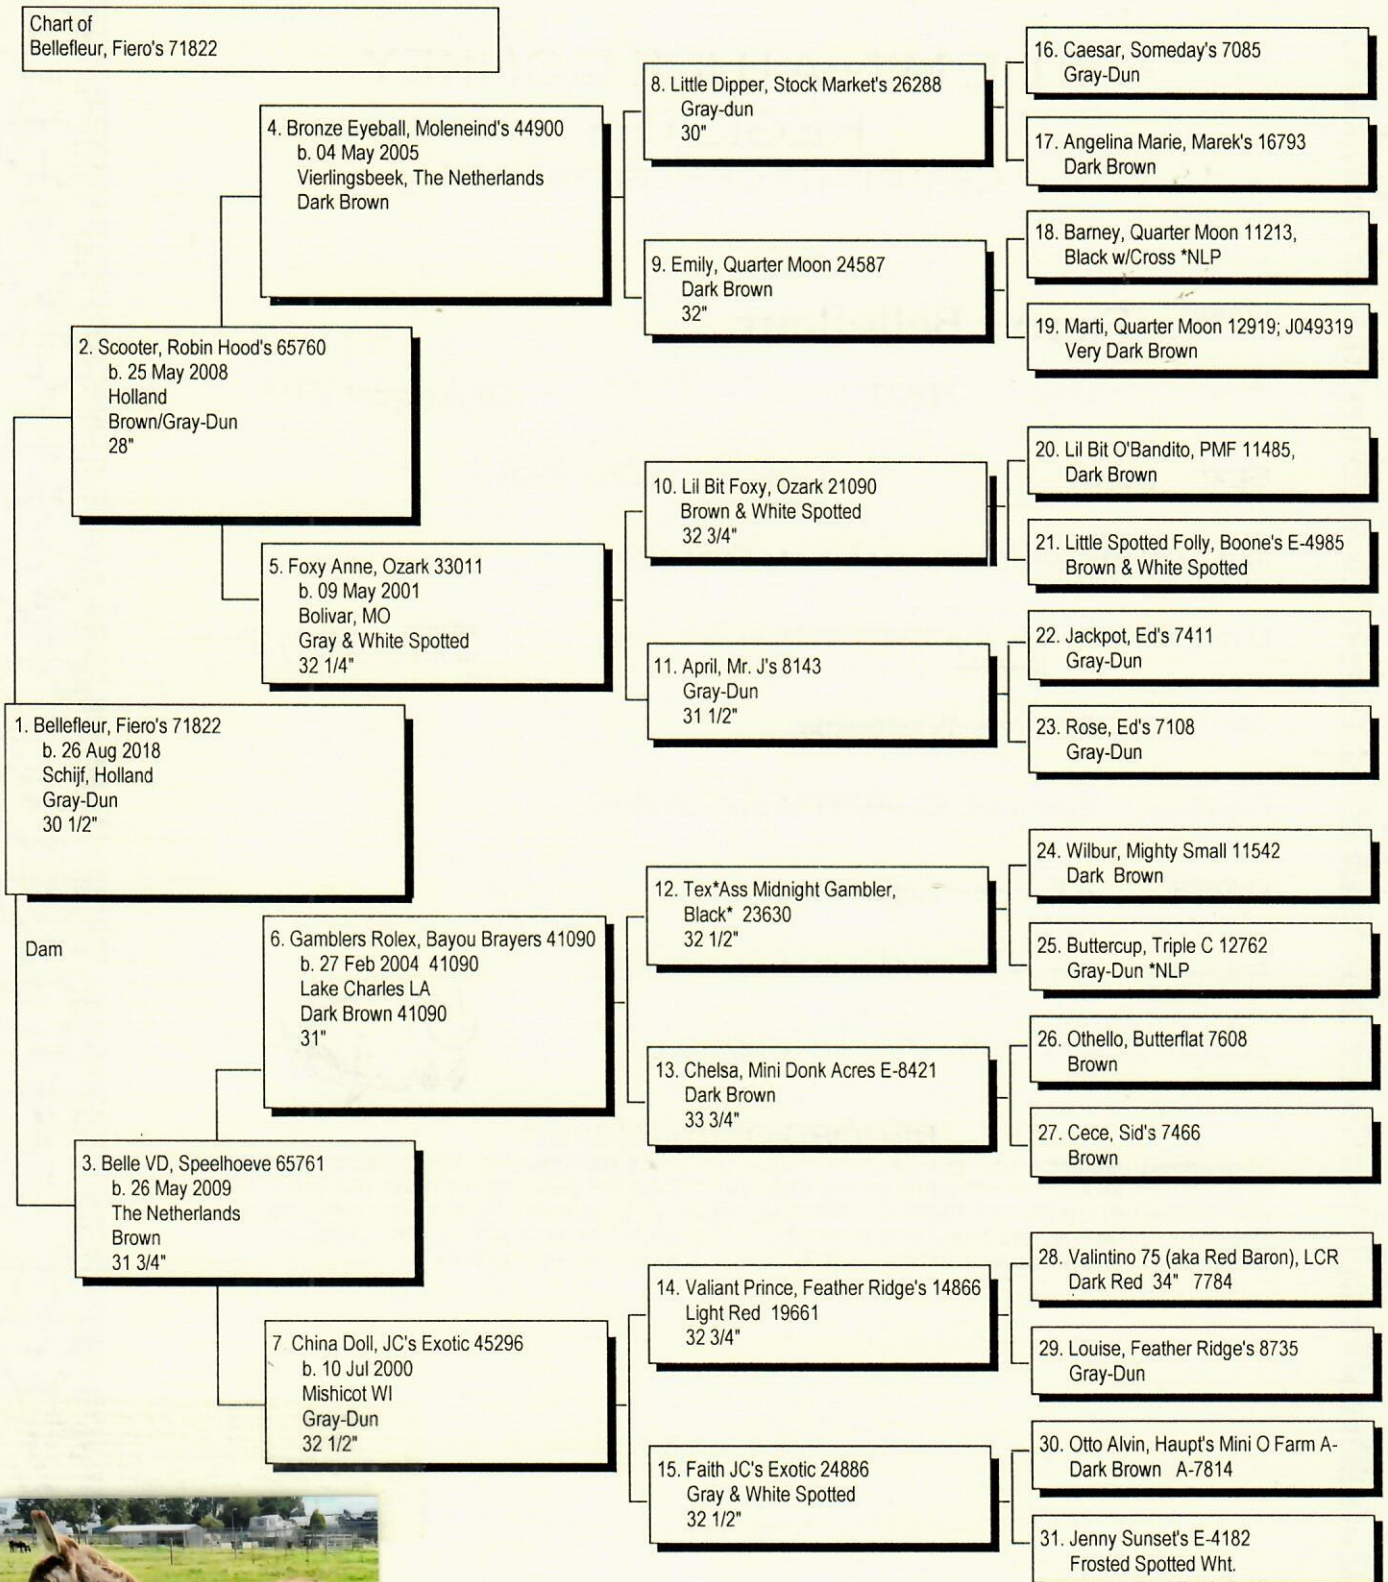 Chart of
Bellefleur, Fiero's 71822
1. Bellefleur, Fiero's 71822
b. 26 Aug 2018
Schijf, Holland
Gray-Dun
30 1/2"
Dam
2. Scooter, Robin Hood's 65760
b. 25 May 2008
Holland
Brown/Gray-Dun
28"
3. Belle VD, Speelhoeve 65761
b. 26 May 2009
The Netherlands
Brown
31 3/4"
4. Bronze Eyeball, Moleneind's 44900
b. 04 May 2005
Vierlingsbeek, The Netherlands
Dark Brown
5. Foxy Anne, Ozark 33011
b. 09 May 2001
Bolivar, MO
Gray & White Spotted
32 1/4"
6. Gamblers Rolex, Bayou Brayers 41090
b. 27 Feb 2004 41090
Lake Charles LA
Dark Brown 41090
31"
7. China Doll, JC's Exotic 45296
b. 10 Jul 2000
Mishicot WI
Gray-Dun
32 1/2"
8. Little Dipper, Stock Market's 26288
Gray-dun
30"
9. Emily, Quarter Moon 24587
Dark Brown
32"
10. Lil Bit Foxy, Ozark 21090
Brown & White Spotted
32 3/4"
11. April, Mr. J's 8143
Gray-Dun
31 1/2"
12. Tex*Ass Midnight Gambler,
Black* 23630
32 1/2"
13. Chelsa, Mini Donk Acres E-8421
Dark Brown
33 3/4"
14. Valiant Prince, Feather Ridge's 14866
Light Red 19661
32 3/4"
15. Faith JC's Exotic 24886
Gray & White Spotted
32 1/2"
16. Caesar, Someday's 7085
Gray-Dun
17. Angelina Marie, Marek's 16793
Dark Brown
18. Barney, Quarter Moon 11213,
Black w/Cross *NLP
19. Marti, Quarter Moon 12919; J049319
Very Dark Brown
20. Lil Bit O'Bandito, PMF 11485,
Dark Brown
21. Little Spotted Folly, Boone's E-4985
Brown & White Spotted
22. Jackpot, Ed's 7411
Gray-Dun
23. Rose, Ed's 7108
Gray-Dun
24. Wilbur, Mighty Small 11542
Dark Brown
25. Buttercup, Triple C 12762
Gray-Dun *NLP
26. Othello, Butterflat 7608
Brown
27. Cece, Sid's 7466
Brown
28. Valintino 75 (aka Red Baron), LCR
Dark Red 34" 7784
29. Louise, Feather Ridge's 8735
Gray-Dun
30. Otto Alvin, Haupt's Mini O Farm A-
Dark Brown A-7814
31. Jenny Sunset's E-4182
Frosted Spotted Wht.